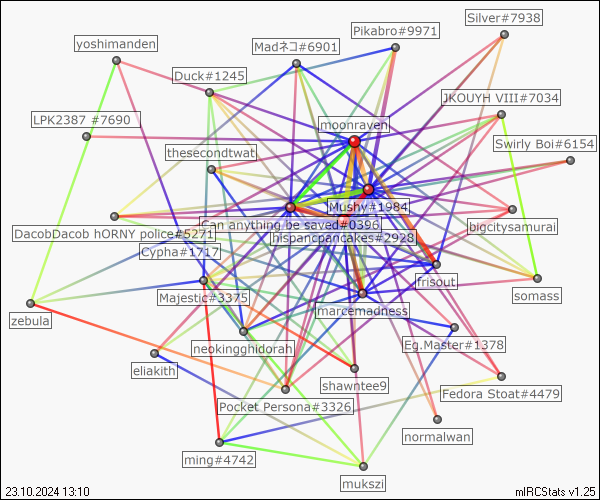 Silver#7938
Pikabro#9971
yoshimanden
Madネコ#6901
Duck#1245
JKOUYH VIII#7034
LPK2387 #7690
moonraven
Swirly Boi#6154
thesecondtwat
Mushy#1984
Can anything be saved#0396
bigcitysamurai
DacobDacob hORNY police#5271
hispancpancakes#2928
Cypha#1717
frisout
somass
Majestic#3375
marcemadness
zebula
Eg.Master#1378
neokingghidorah
eliakith
shawntee9
Fedora Stoat#4479
Pocket Persona#3326
normalwan
ming#4742
mukszi
23.10.2024 13:10
mIRCStats v1.25